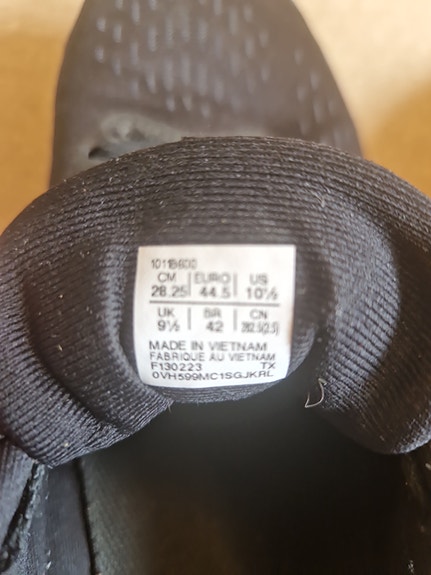 CM EURO US
28.25 44.5 10½
UK BR CN
9½ 42 282.5(2.5)
MADE IN VIETNAM
FABRIQUE AU VIETNAM
F130223 TX
0VH599MC1SGJKRL